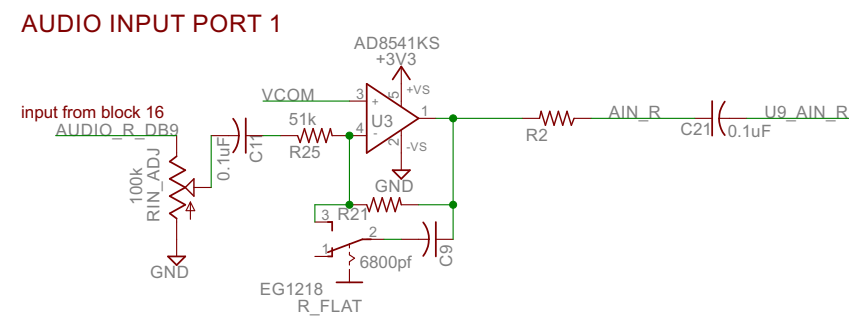 AUDIO INPUT PORT 1
AD8541KS
+3V3
VCOM
3
+
5
+VS
input from block 16
AUDIO_R_DB9
51k
U3
1
R25
4
-
2
-VS
R2
AIN_R
C21
0.1uF
U9_AIN_R
0.1uF
C11
100k
RIN_ADJ
GND
R21
3
2
1
6800pf
C9
GND
EG1218
R_FLAT